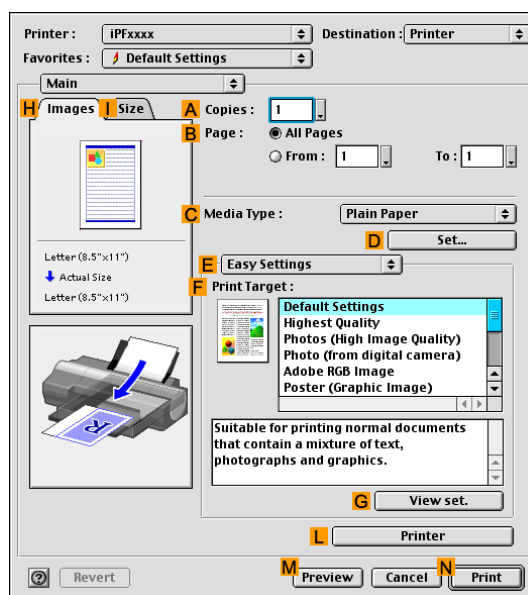 Printer : iPFxxxx Destination : Printer
Favorites : Default Settings
Main
H Images I Size A Copies : 1
B Page : All Pages
From : 1 To : 1
C Media Type : Plain Paper
D Set...
Letter (8.5"x11")
Actual Size
Letter (8.5"x11")
E Easy Settings
F Print Target :
Default Settings
Highest Quality
Photos (High Image Quality)
Photo (from digital camera)
Adobe RGB Image
Poster (Graphic Image)
R
Suitable for printing normal documents
that contain a mixture of text,
photographs and graphics.
G View set.
L Printer
? Revert M Preview Cancel N Print